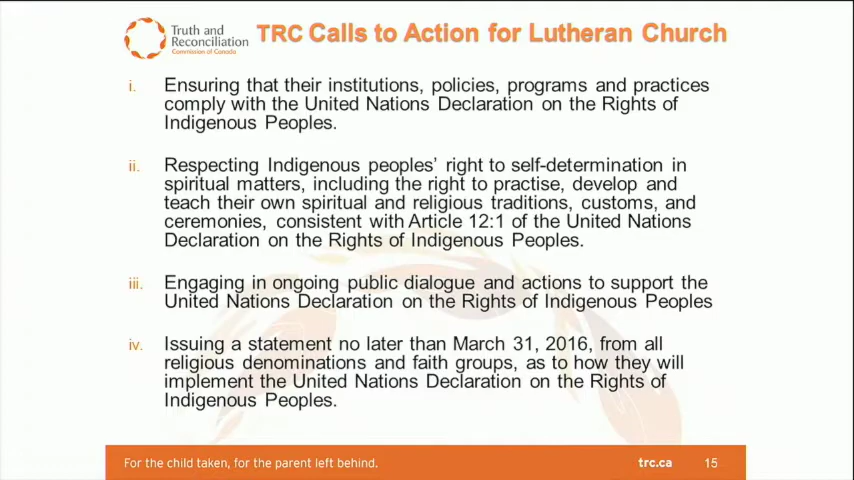 Truth and
Reconciliation
Commission of Canada
TRC Calls to Action for Lutheran Church
i. Ensuring that their institutions, policies, programs and practices
comply with the United Nations Declaration on the Rights of
Indigenous Peoples.
ii. Respecting Indigenous peoples' right to self-determination in
spiritual matters, including the right to practise, develop and
teach their own spiritual and religious traditions, customs, and
ceremonies, consistent with Article 12:1 of the United Nations
Declaration on the Rights of Indigenous Peoples.
iii. Engaging in ongoing public dialogue and actions to support the
United Nations Declaration on the Rights of Indigenous Peoples
iv. Issuing a statement no later than March 31, 2016, from all
religious denominations and faith groups, as to how they will
implement the United Nations Declaration on the Rights of
Indigenous Peoples.
For the child taken, for the parent left behind.
trc.ca 15